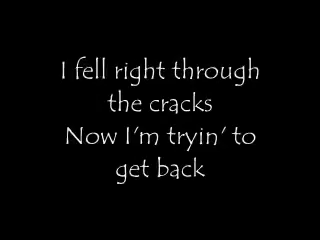 I fell right through
the cracks
Now I'm tryin' to
get back